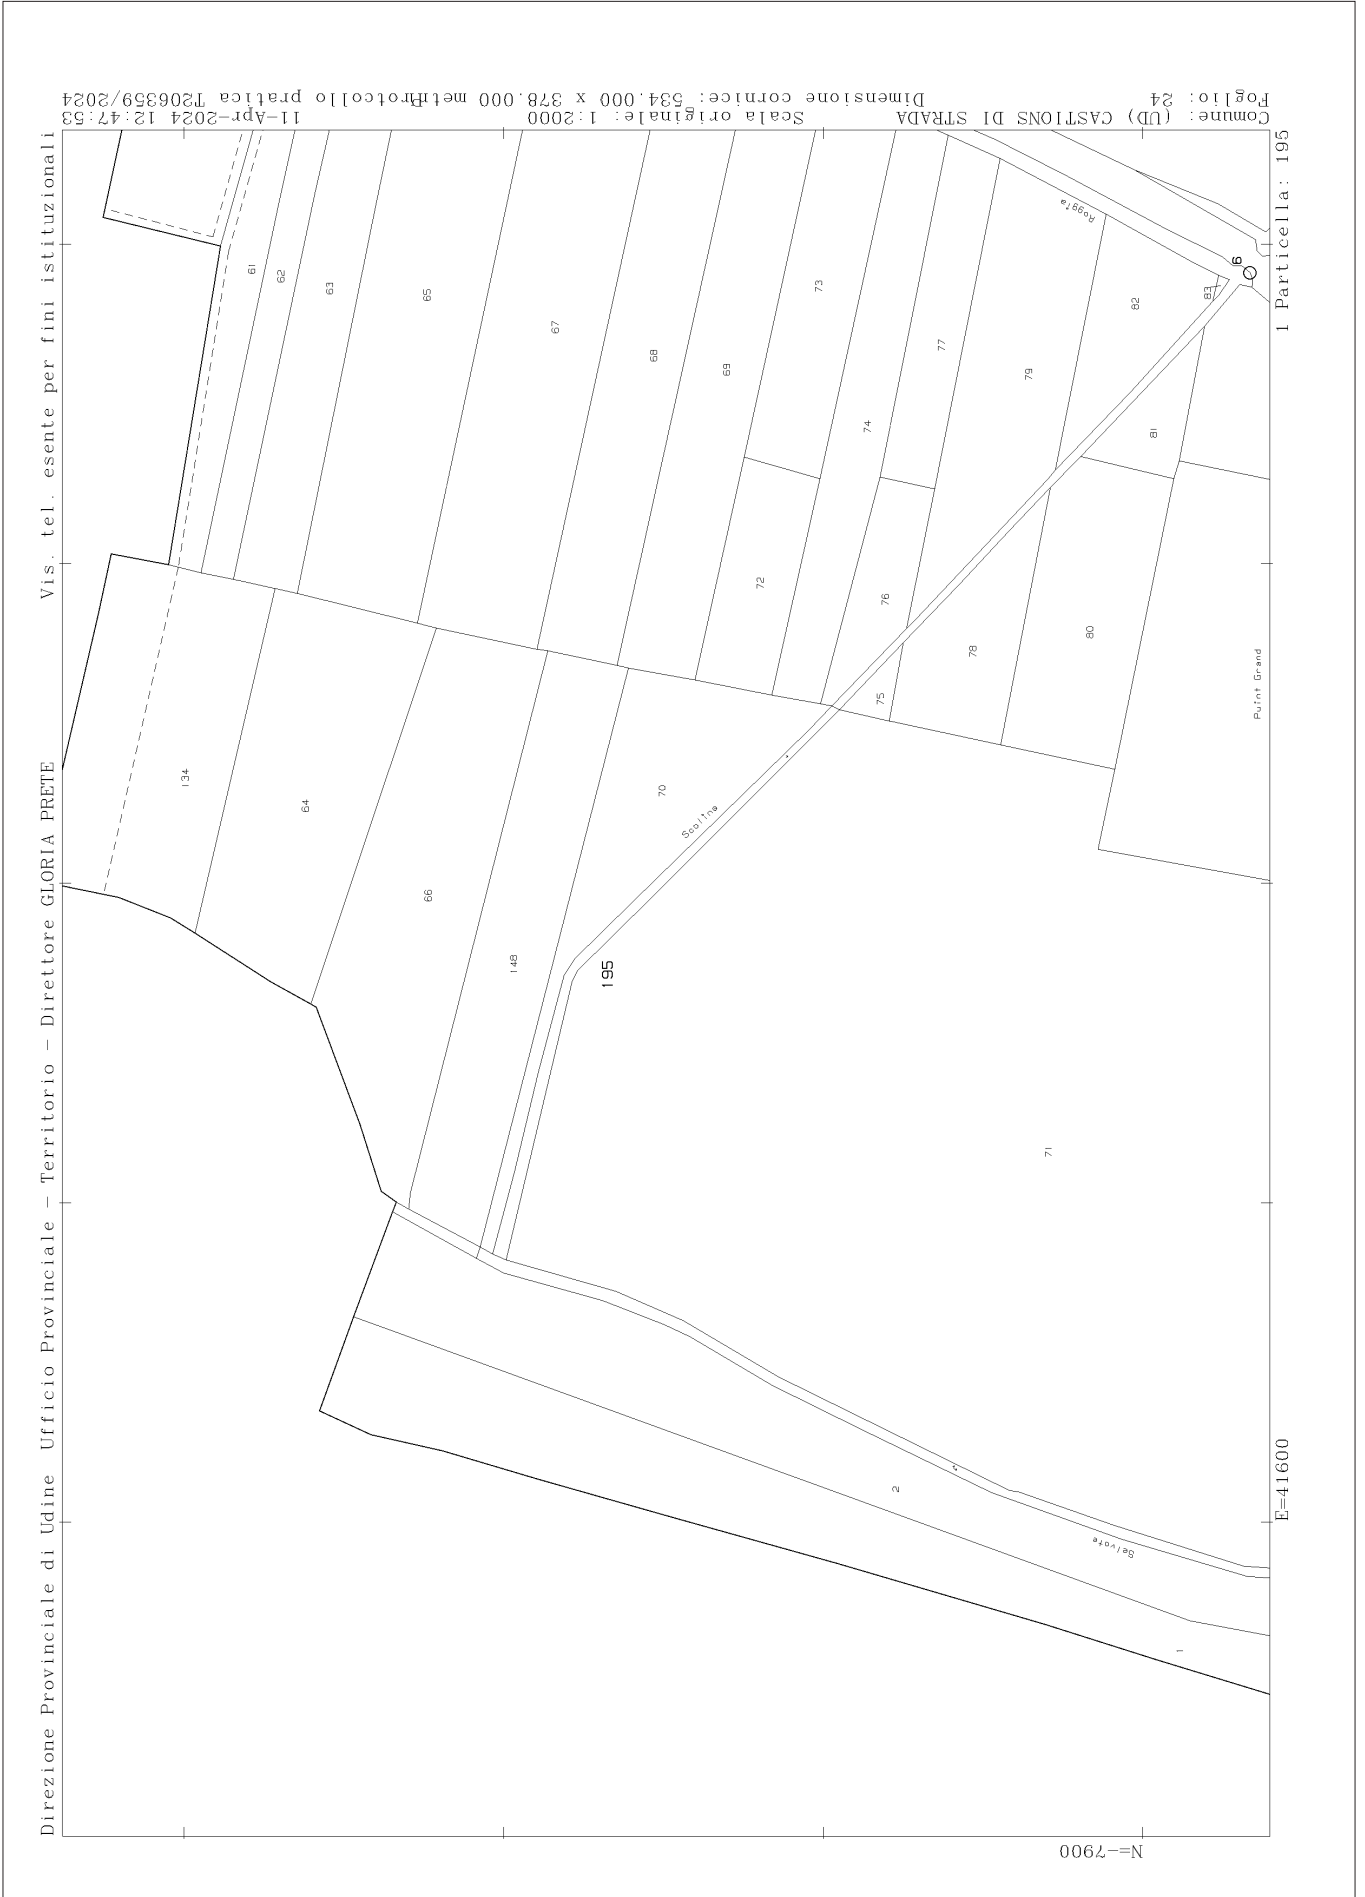 Direzione Provinciale di Udine Ufficio Provinciale - Territorio - Direttore GLORIA PRETE
Vis. tel. esente per fini istituzionali
Comune: (UD) CASTIONS DI STRADA
Foglio: 24
Scala originale: 1:2000
Dimensione cornice: 534.000 x 378.000 metri
11-Apr-2024 12:47:53
Protocollo pratica T206359/2024
1 Particella: 195
E=41600
N=-7900
61
62
63
65
67
68
69
73
74
77
79
82
83
9
81
72
76
78
80
75
Roggia
Puint Grand
134
64
66
148
70
Scolina
195
71
2
Selvate
1